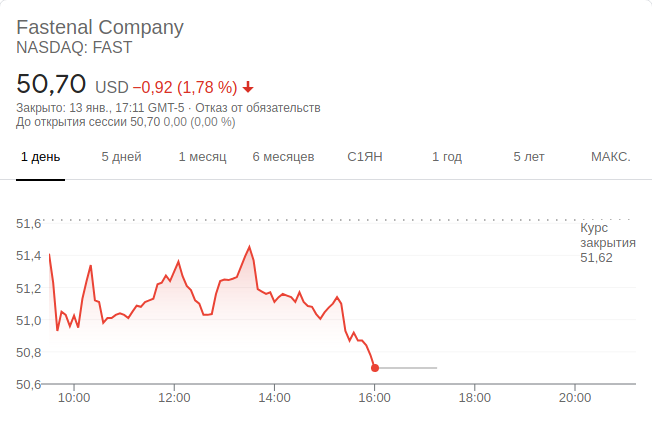 Fastenal Company
NASDAQ: FAST
50,70 USD −0,92 (1,78 %)
Закрыто: 13 янв., 17:11 GMT-5 · Отказ от обязательств
До открытия сессии 50,70 0,00 (0,00 %)
1 день 5 дней 1 месяц 6 месяцев С1ЯН 1 год 5 лет МАКС.
51,6
Курс
закрытия
51,62
51,4
51,2
51,0
50,8
50,6
10:00 12:00 14:00 16:00 18:00 20:00